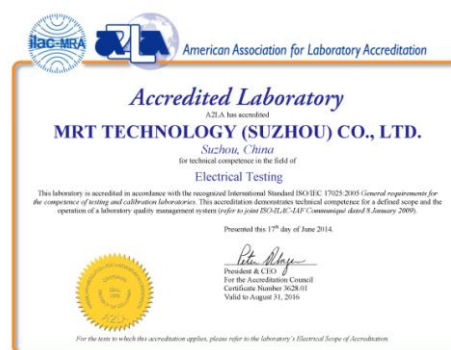 ilac-MRA
A2LA
American Association for Laboratory Accreditation
Accredited Laboratory
A2LA has accredited
MRT TECHNOLOGY (SUZHOU) CO., LTD.
Suzhou, China
for technical competence in the field of
Electrical Testing
This laboratory is accredited in accordance with the recognized International Standard ISO/IEC 17025:2005 General requirements for
the competence of testing and calibration laboratories. This accreditation demonstrates technical competence for a defined scope and the
operation of a laboratory quality management system (refer to joint ISO-ILAC-IAF Communiqué dated 8 January 2009).
Presented this 17th day of June 2014.
President & CEO
For the Accreditation Council
Certificate Number 3628.01
Valid to August 31, 2016
A2LA
For the tests to which this accreditation applies, please refer to the laboratory's Electrical Scope of Accreditation.